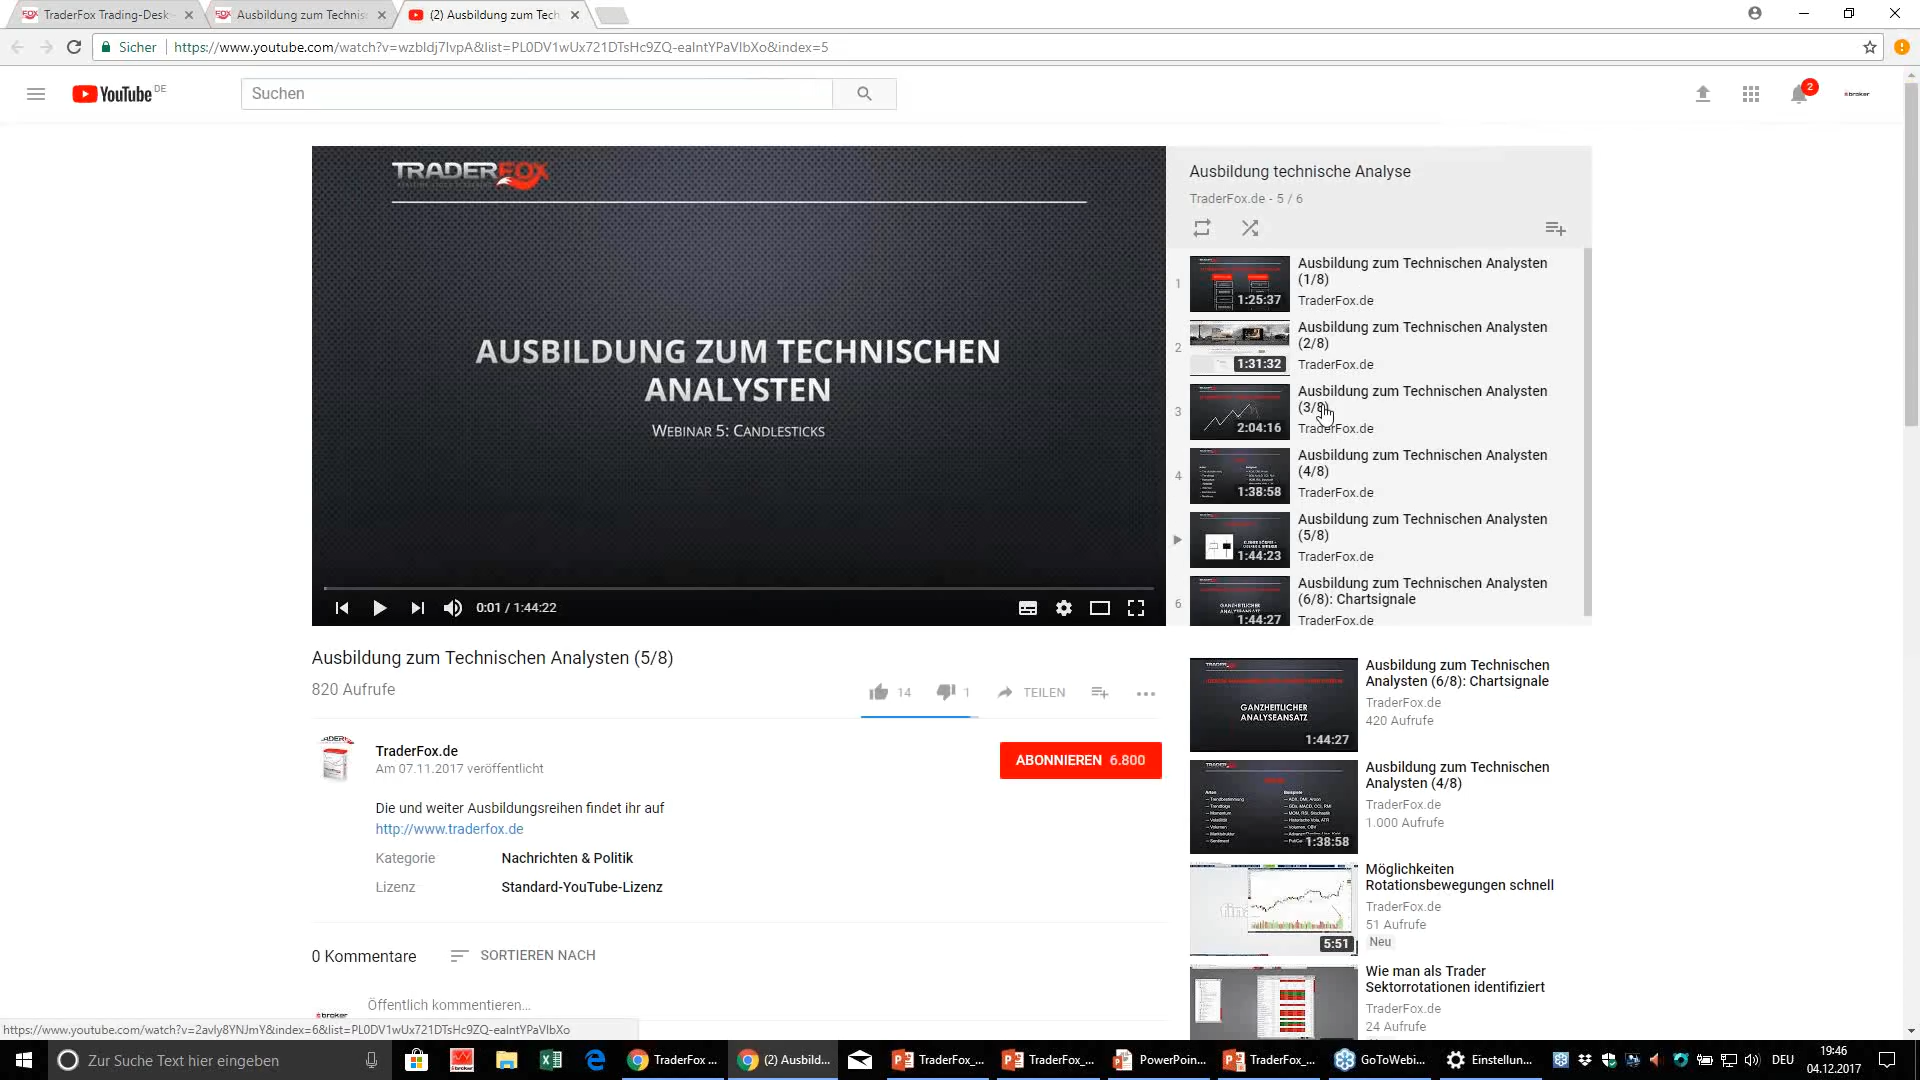 TraderFox Trading-Desk
Ausbildung zum Technis
(2) Ausbildung zum Tech
Sicher
https://www.youtube.com/watch?v=wzbldj7lvpA&list=PL0DV1wUx721DTsHc9ZQ-ealntYPaVlbXo&index=5
YouTube DE
Suchen
2
TRADERFOX
AUSBILDUNG ZUM TECHNISCHEN
ANALYSTEN
WEBINAR 5: CANDLESTICKS
0:01 / 1:44:22
Ausbildung technische Analyse
TraderFox.de - 5 / 6
1
Ausbildung zum Technischen Analysten
(1/8)
1:25:37
TraderFox.de
2
Ausbildung zum Technischen Analysten
(2/8)
1:31:32
TraderFox.de
3
Ausbildung zum Technischen Analysten
(3/8)
2:04:16
TraderFox.de
4
Ausbildung zum Technischen Analysten
(4/8)
1:38:58
TraderFox.de
Ausbildung zum Technischen Analysten
(5/8)
1:44:23
TraderFox.de
6
Ausbildung zum Technischen Analysten
(6/8): Chartsignale
1:44:27
TraderFox.de
Ausbildung zum Technischen Analysten (5/8)
820 Aufrufe
14
1
TEILEN
TraderFox.de
Am 07.11.2017 veröffentlicht
ABONNIEREN 6.800
Die und weiter Ausbildungsreihen findet ihr auf
http://www.traderfox.de
Kategorie
Nachrichten & Politik
Lizenz
Standard-YouTube-Lizenz
0 Kommentare
SORTIEREN NACH
Öffentlich kommentieren...
GANZHEITLICHER
ANALYSEANSATZ
1:44:27
Ausbildung zum Technischen
Analysten (6/8): Chartsignale
TraderFox.de
420 Aufrufe
1:38:58
Ausbildung zum Technischen
Analysten (4/8)
TraderFox.de
1.000 Aufrufe
5:51
Möglichkeiten
Rotationsbewegungen schnell
TraderFox.de
51 Aufrufe
Neu
Wie man als Trader
Sektorrotationen identifiziert
TraderFox.de
24 Aufrufe
https://www.youtube.com/watch?v=2avly8YNJmY&index=6&list=PL0DV1wUx721DTsHc9ZQ-ealntYPaVlbXo
Zur Suche Text hier eingeben
TraderFox ...
(2) Ausbild...
TraderFox_...
TraderFox_...
PowerPoin...
TraderFox_...
GoToWebi...
Einstellun...
DEU
19:46
04.12.2017